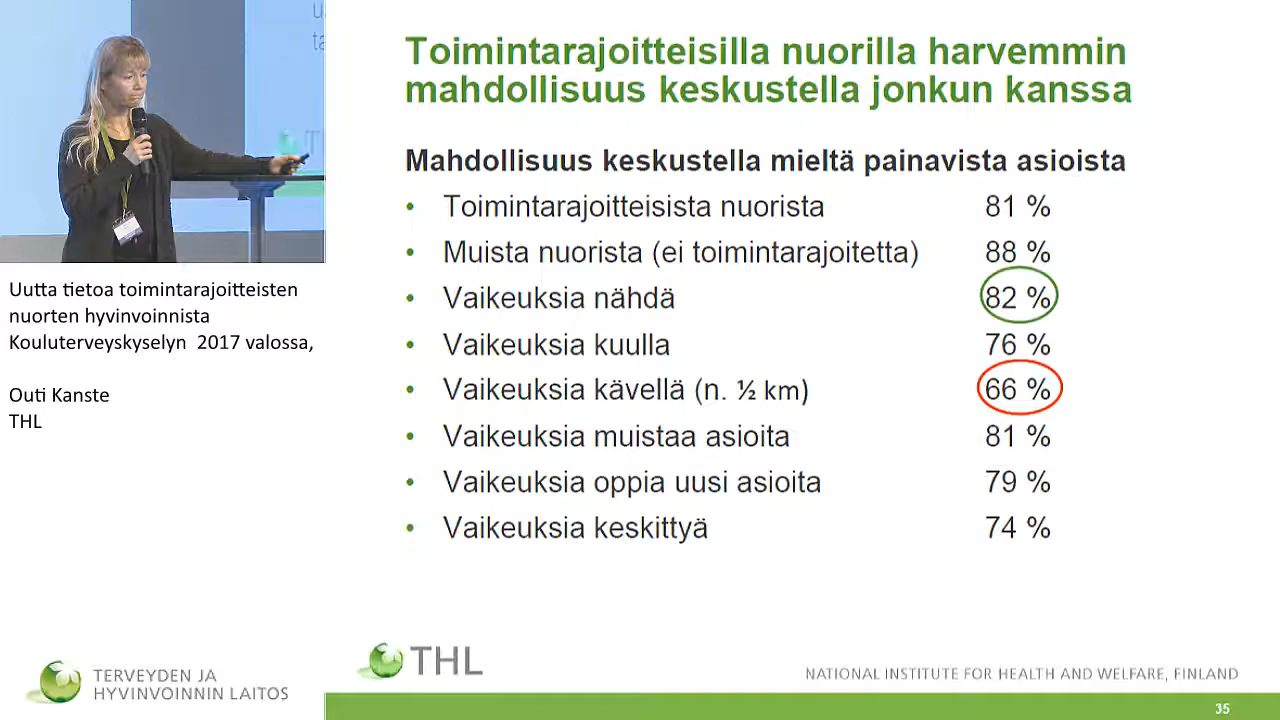 Toimintarajoitteisilla nuorilla harvemmin
mahdollisuus keskustella jonkun kanssa
Mahdollisuus keskustella mieltä painavista asioista
• Toimintarajoitteisista nuorista 81 %
• Muista nuorista (ei toimintarajoitetta) 88 %
• Vaikeuksia nähdä 82 %
• Vaikeuksia kuulla 76 %
• Vaikeuksia kävellä (n. ½ km) 66 %
• Vaikeuksia muistaa asioita 81 %
• Vaikeuksia oppia uusi asioita 79 %
• Vaikeuksia keskittyä 74 %
Uutta tietoa toimintarajoitteisten
nuorten hyvinvoinnista
Kouluterveyskyselyn 2017 valossa,
Outi Kanste
THL
TERVEYDEN JA
HYVINVOINNIN LAITOS
THL
NATIONAL INSTITUTE FOR HEALTH AND WELFARE, FINLAND
35